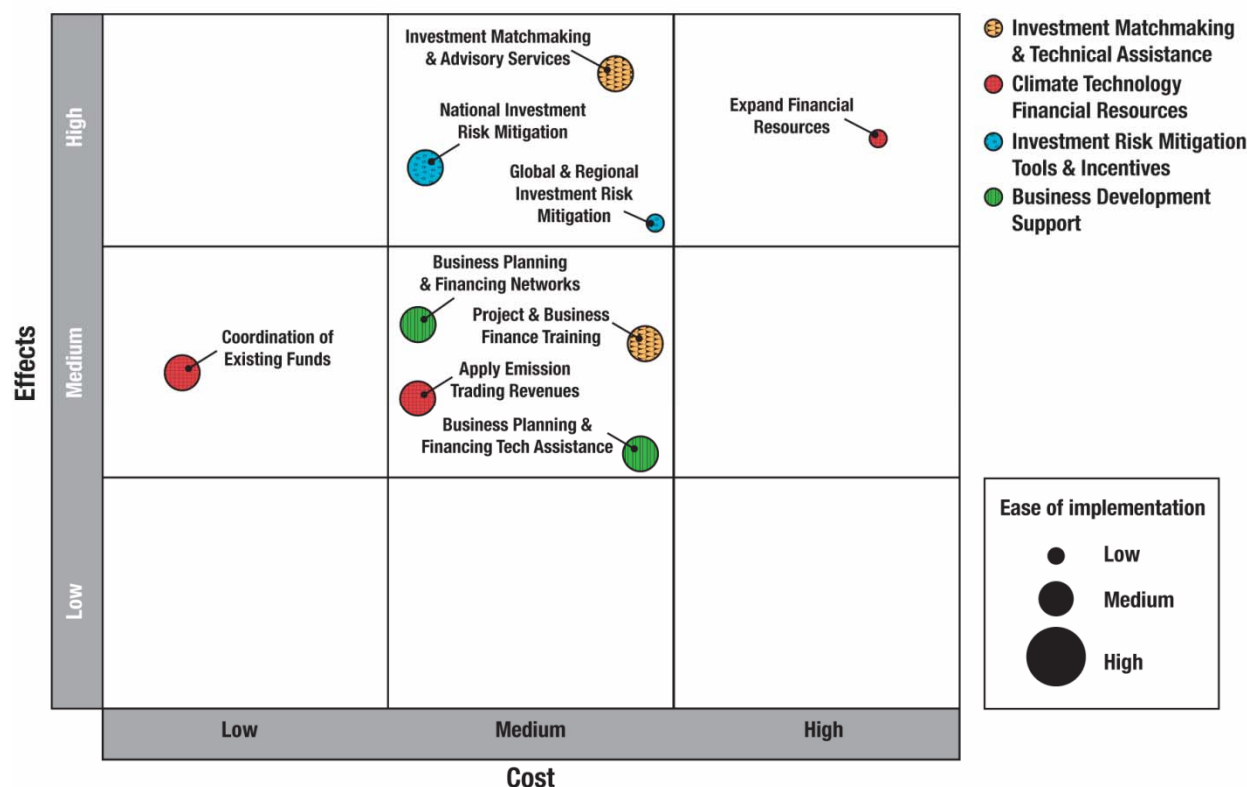 Investment Matchmaking
& Advisory Services
National Investment
Risk Mitigation
Global & Regional
Investment Risk
Mitigation
Expand Financial
Resources
Business Planning
& Financing Networks
Project & Business
Finance Training
Coordination of
Existing Funds
Apply Emission
Trading Revenues
Business Planning &
Financing Tech Assistance
Effects
High
Medium
Low
Low
Medium
High
Cost
Investment Matchmaking
& Technical Assistance
Climate Technology
Financial Resources
Investment Risk Mitigation
Tools & Incentives
Business Development
Support
Ease of implementation
Low
Medium
High